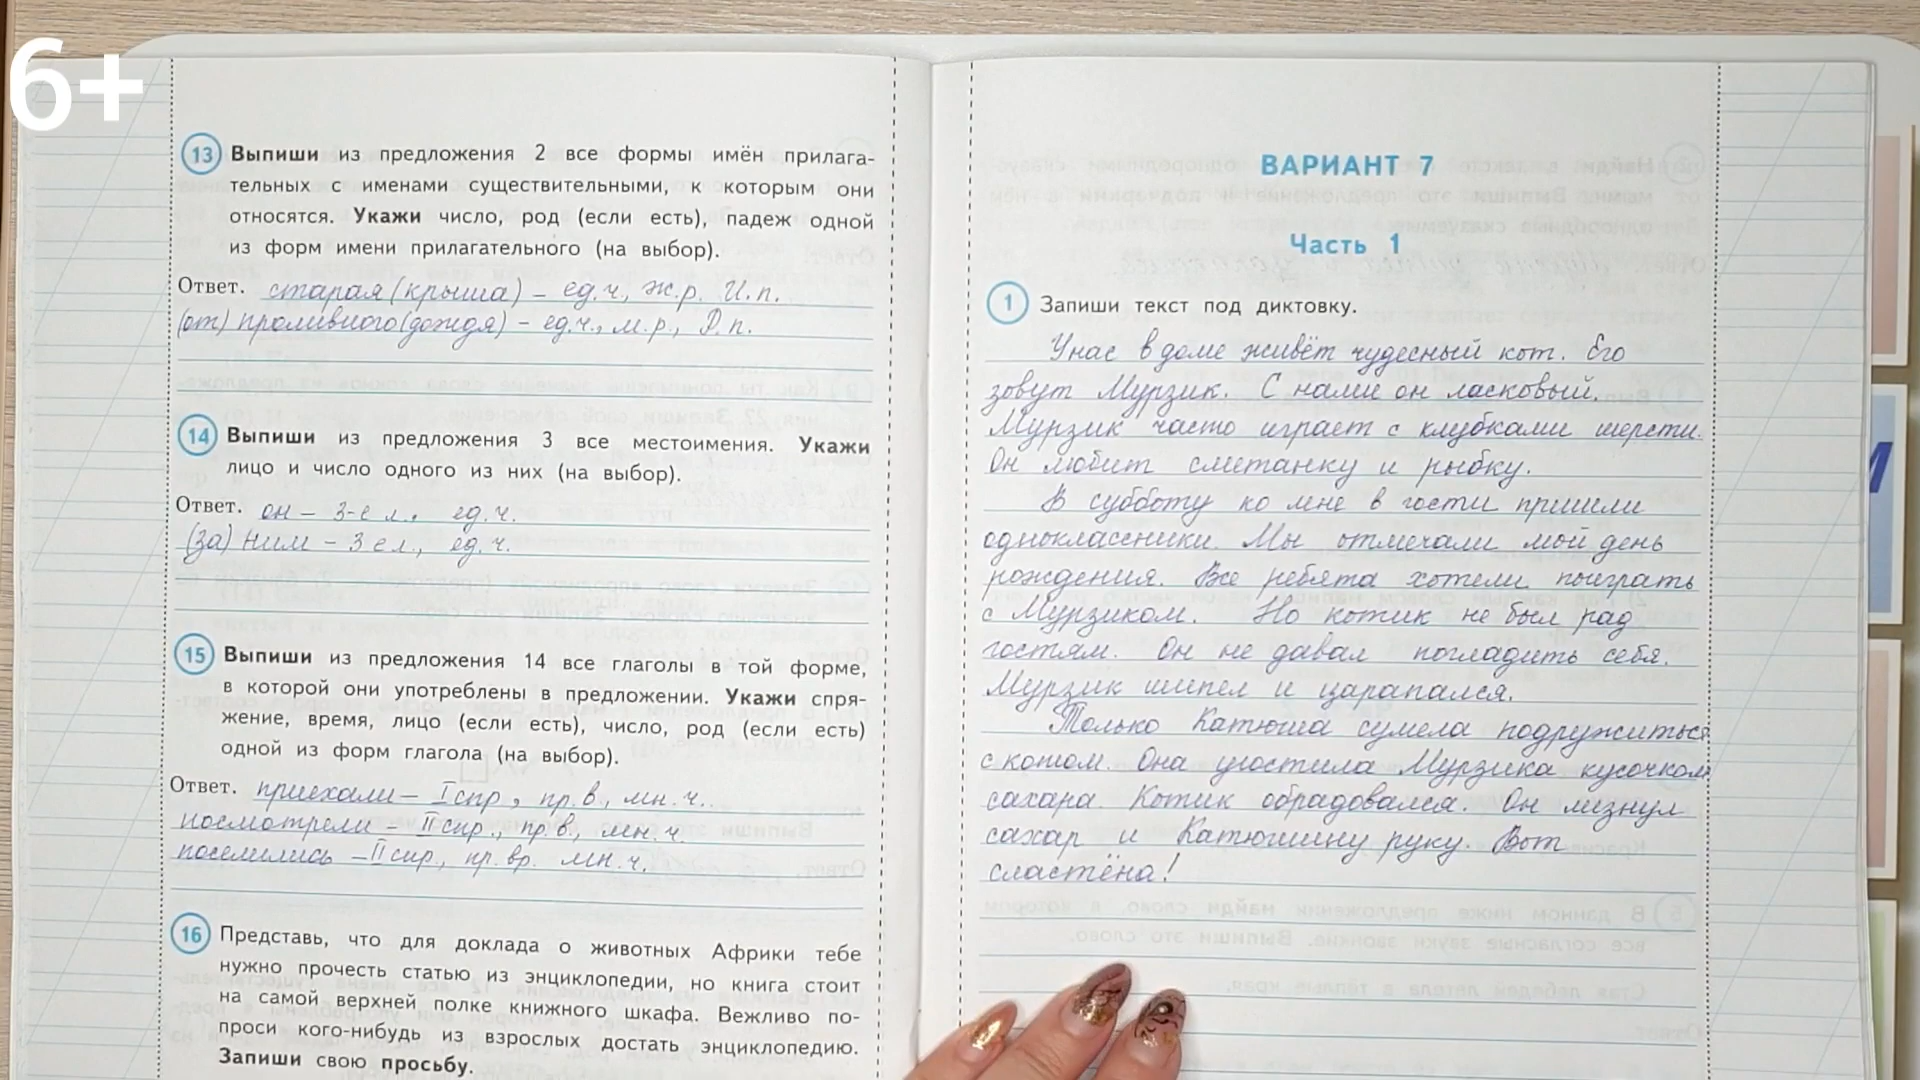 6+
13 Выпиши из предложения 2 все формы имён прилага-
тельных с именами существительными, к которым они
относятся. Укажи число, род (если есть), падеж одной
из форм имени прилагательного (на выбор).
Ответ. старая (крыша) – ед.ч., ж.р. И.п.
(от) проливного (дождя) – ед.ч., м.р., Р.п.
14 Выпиши из предложения 3 все местоимения. Укажи
лицо и число одного из них (на выбор).
Ответ. он – 3-е л., ед.ч.
(за) ним – 3 е л., ед.ч.
15 Выпиши из предложения 14 все глаголы в той форме,
в которой они употреблены в предложении. Укажи спря-
жение, время, лицо (если есть), число, род (если есть)
одной из форм глагола (на выбор).
Ответ. приехали – I спр., пр.в., мн.ч.
посмотрели – II спр., пр.в., мн.ч.
поселились – II спр., пр.вр. мн.ч.
16 Представь, что для доклада о животных Африки тебе
нужно прочесть статью из энциклопедии, но книга стоит
на самой верхней полке книжного шкафа. Вежливо по-
проси кого-нибудь из взрослых достать энциклопедию.
Запиши свою просьбу.
ВАРИАНТ 7
Часть 1
1 Запиши текст под диктовку.
У нас в доме живёт чудесный кот. Его
зовут Мурзик. С нами он ласковый.
Мурзик часто играет с клубками шерсти.
Он любит сметанку и рыбку.
В субботу ко мне в гости пришли
одноклассники. Мы отмечали мой день
рождения. Все ребята хотели поиграть
с Мурзиком. Но котик не был рад
гостям. Он не давал погладить себя.
Мурзик шипел и царапался.
Только Катюша сумела подружиться
с котом. Она угостила Мурзика кусочком
сахара. Котик обрадовался. Он лизнул
сахар и Катюшину руку. Вот
сластёна!